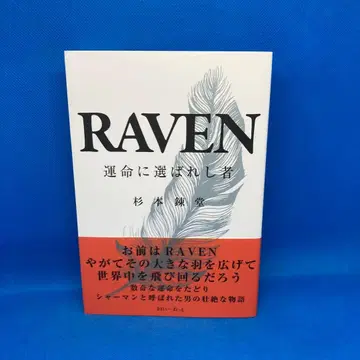 RAVEN
運命に選ばれし者
杉本錬堂
お前はRAVEN
やがてその大きな羽を広げて
世界中を飛び回るだろう
数奇な運命をたどり
シャーマンと呼ばれた男の壮絶な物語